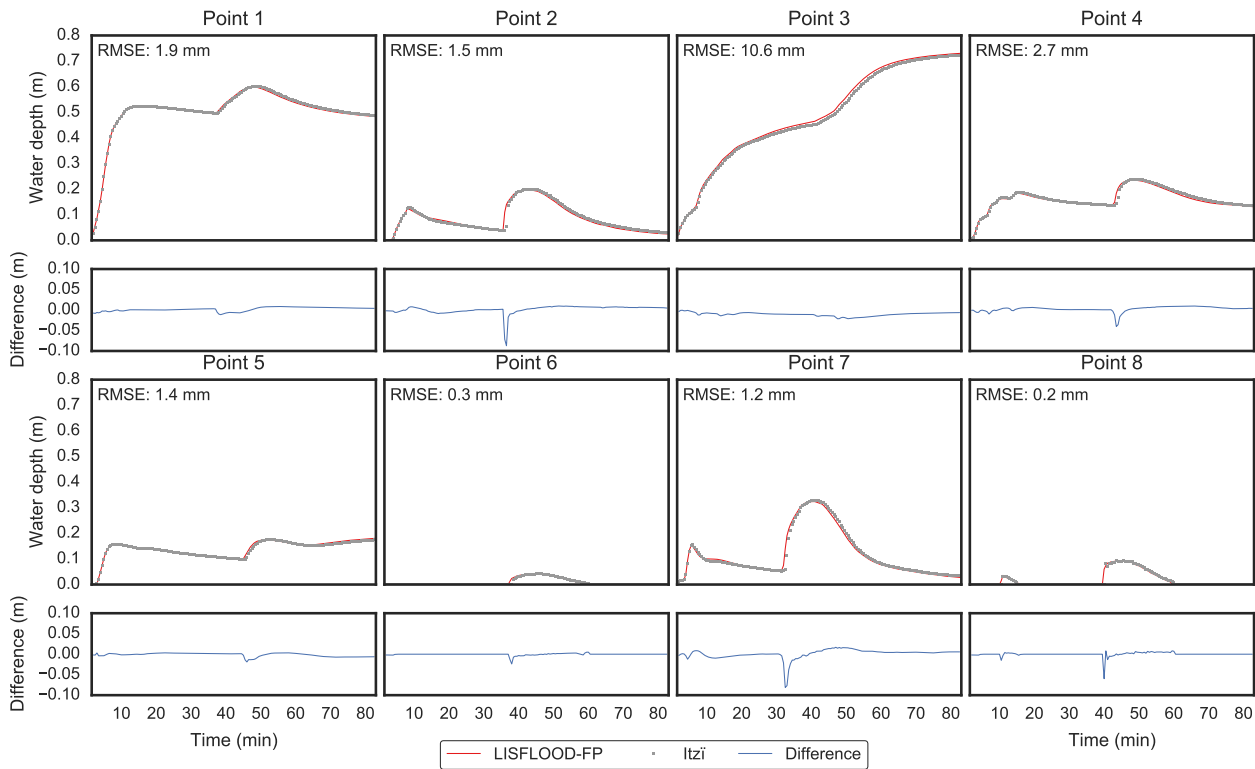 Point 1 Point 2 Point 3 Point 4
0.8
RMSE: 1.9 mm RMSE: 1.5 mm RMSE: 10.6 mm RMSE: 2.7 mm
0.7
0.6
0.5
0.4
0.3
0.2
0.1
0.0
Water depth (m)
0.10
0.05
0.00
−0.05
−0.10
Difference (m)
Point 5 Point 6 Point 7 Point 8
0.8
RMSE: 1.4 mm RMSE: 0.3 mm RMSE: 1.2 mm RMSE: 0.2 mm
0.7
0.6
0.5
0.4
0.3
0.2
0.1
0.0
Water depth (m)
0.10
0.05
0.00
−0.05
−0.10
Difference (m)
10 20 30 40 50 60 70 80 10 20 30 40 50 60 70 80 10 20 30 40 50 60 70 80 10 20 30 40 50 60 70 80
Time (min) Time (min)
LISFLOOD-FP Itzï Difference